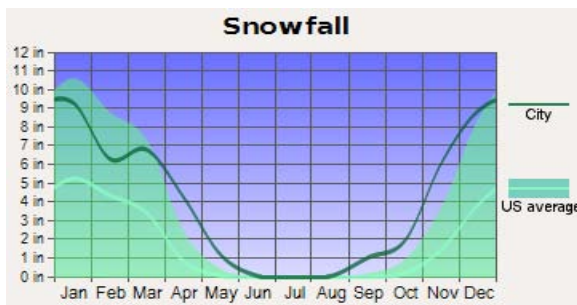 Snowfall
12 in
11 in
10 in
9 in
8 in
7 in
6 in
5 in
4 in
3 in
2 in
1 in
0 in
Jan Feb Mar Apr May Jun Jul Aug Sep Oct Nov Dec
City
US average